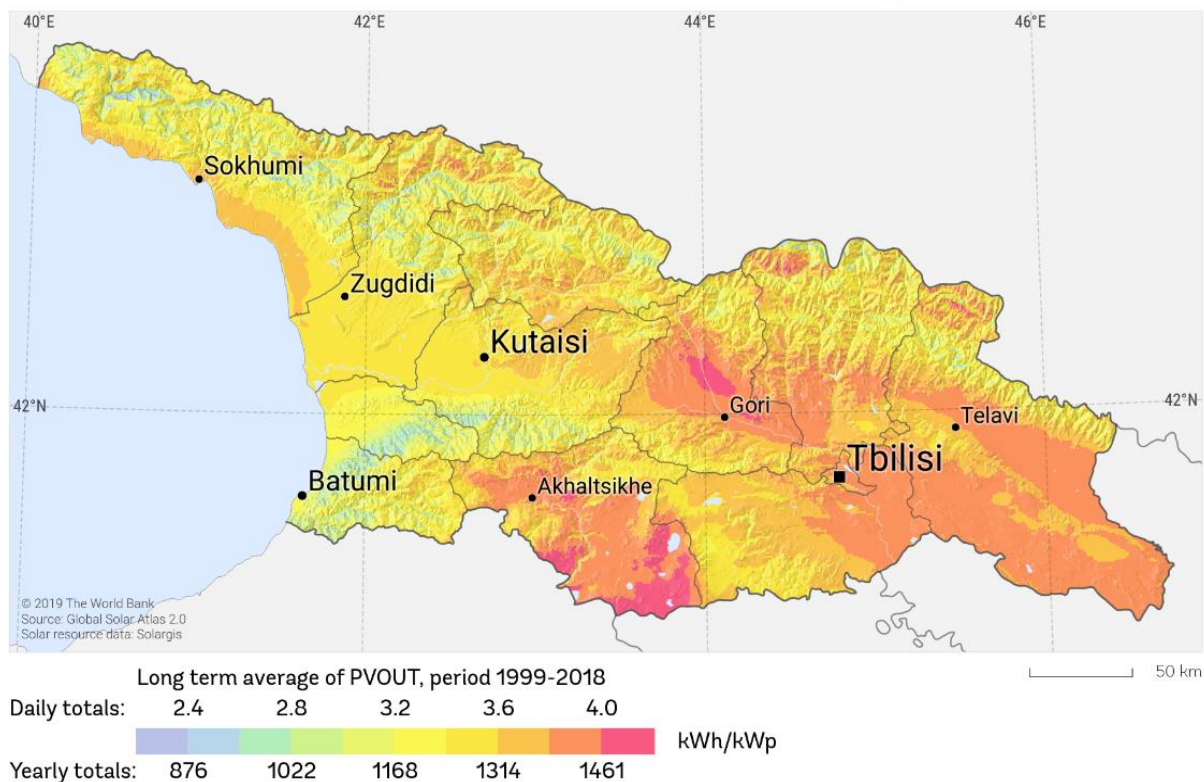 40°E 42°E 44°E 46°E
Sokhumi
Zugdidi
Kutaisi
42°N 42°N
Gori
Telavi
Tbilisi
Batumi
Akhaltsikhe
© 2019 The World Bank
Source: Global Solar Atlas 2.0
Solar resource data: Solargis
50 km
Long term average of PVOUT, period 1999-2018
Daily totals: 2.4 2.8 3.2 3.6 4.0
kWh/kWp
Yearly totals: 876 1022 1168 1314 1461